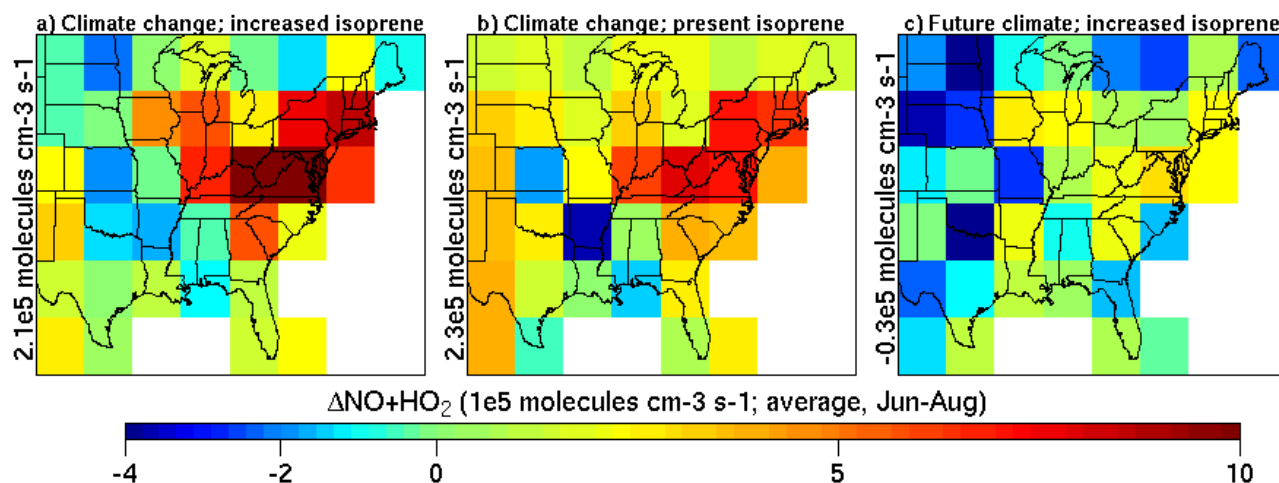 a) Climate change; increased isoprene
b) Climate change; present isoprene
c) Future climate; increased isoprene
2.1e5 molecules cm-3 s-1
2.3e5 molecules cm-3 s-1
-0.3e5 molecules cm-3 s-1
ΔNO+HO₂ (1e5 molecules cm-3 s-1; average, Jun-Aug)
-4 -2 0 5 10